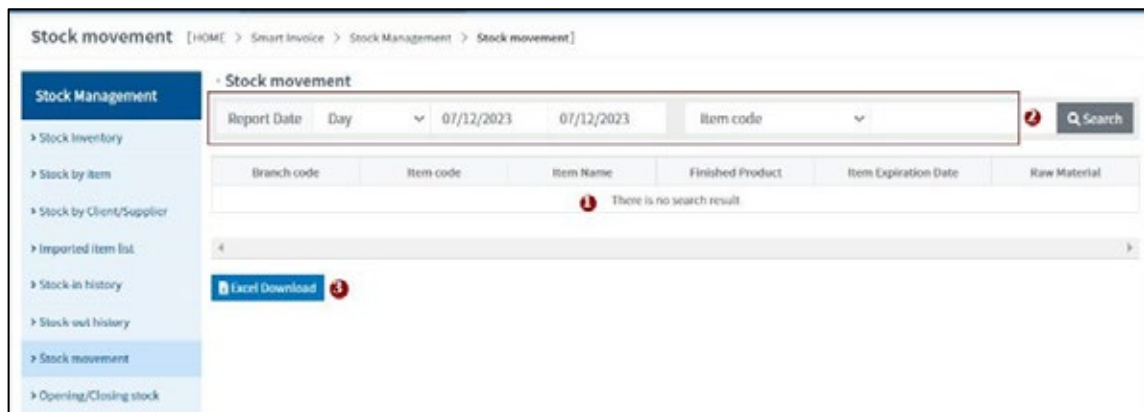 Stock movement [HOME > Smart Invoice > Stock Management > Stock movement]
Stock Management
> Stock Inventory
> Stock by item
> Stock by Client/Supplier
> Imported item list
> Stock-in history
> Stock-out history
> Stock movement
> Opening/Closing stock
· Stock movement
Report Date Day 07/12/2023 07/12/2023 Item code 2 Search
Branch code Item code Item Name Finished Product Item Expiration Date Raw Material
1 There is no search result
Excel Download 3